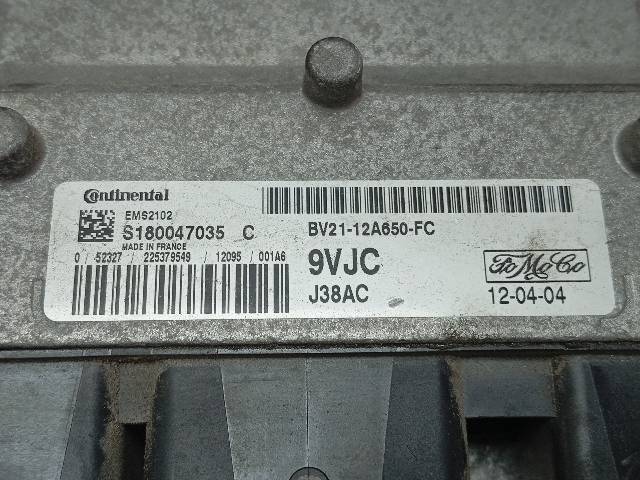 Continental
EMS2102
S180047035 C
MADE IN FRANCE
0 /52327/ 225379549 /12095/ 001A6
BV21-12A650-FC
9VJC
J38AC
FoMoCo
12-04-04